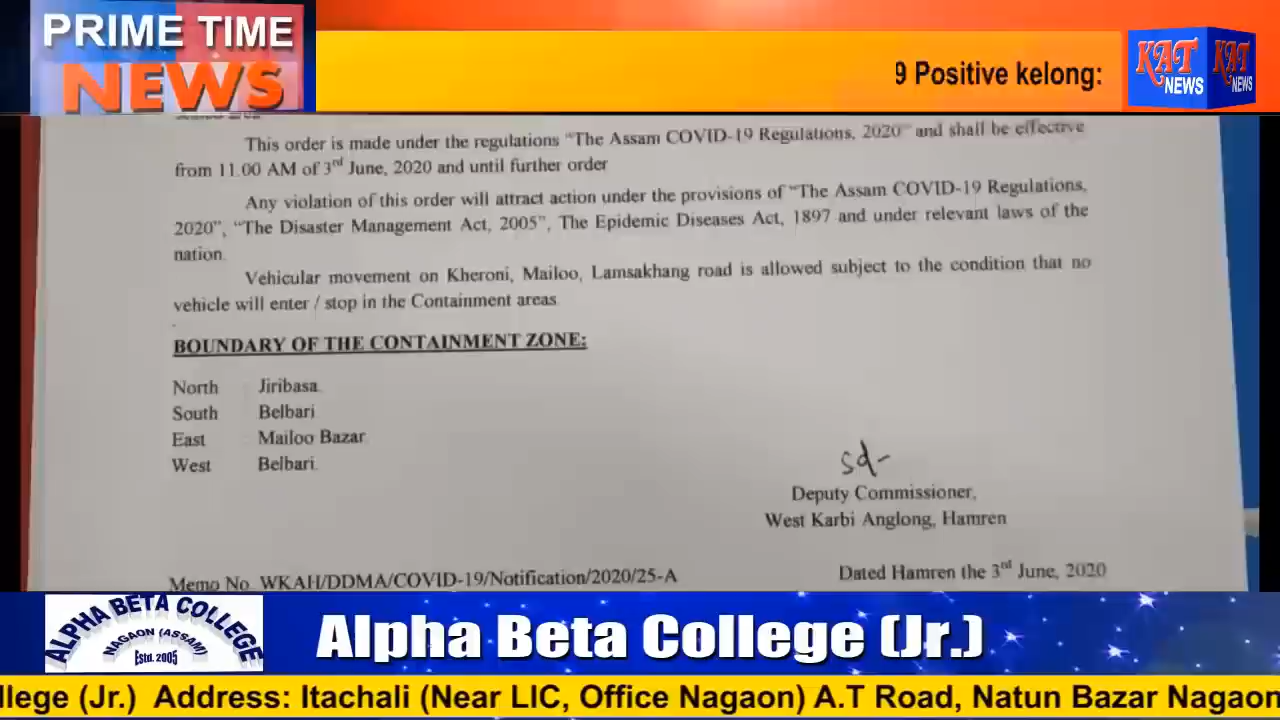 PRIME TIME
NEWS
9 Positive kelong:
KAT
NEWS
KAT
NEWS
This order is made under the regulations "The Assam COVID-19 Regulations, 2020" and shall be effective
from 11.00 AM of 3rd June, 2020 and until further order
Any violation of this order will attract action under the provisions of "The Assam COVID-19 Regulations,
2020", "The Disaster Management Act, 2005", The Epidemic Diseases Act, 1897 and under relevant laws of the
nation.
Vehicular movement on Kheroni, Mailoo, Lamsakhang road is allowed subject to the condition that no
vehicle will enter / stop in the Containment areas
BOUNDARY OF THE CONTAINMENT ZONE:
North Jiribasa
South Belbari
East Mailoo Bazar
West Belbari
sd-
Deputy Commissioner,
West Karbi Anglong, Hamren
Memo No. WKAH/DDMA/COVID-19/Notification/2020/25-A
Dated Hamren the 3rd June, 2020
ALPHA BETA COLLEGE
NAGAON (ASSAM)
Estd. 2005
Alpha Beta College (Jr.)
llege (Jr.) Address: Itachali (Near LIC, Office Nagaon) A.T Road, Natun Bazar Nagaon